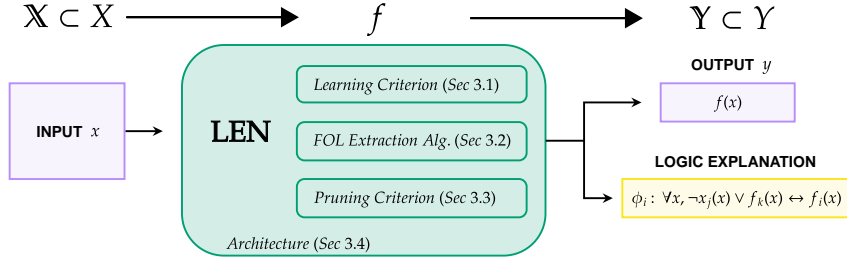 𝕏 ⊂ X f 𝕐 ⊂ Y
OUTPUT y
INPUT x
LEN
Learning Criterion (Sec 3.1)
FOL Extraction Alg. (Sec 3.2)
Pruning Criterion (Sec 3.3)
Architecture (Sec 3.4)
f(x)
LOGIC EXPLANATION
ϕᵢ : ∀x, ¬xⱼ(x) ∨ fₖ(x) ↔ fᵢ(x)